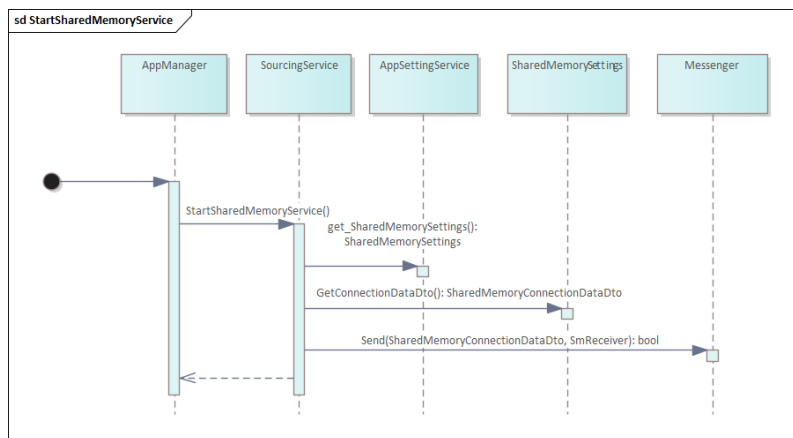 sd StartSharedMemoryService
AppManager
SourcingService
AppSettingService
SharedMemorySettings
Messenger
StartSharedMemoryService()
get_SharedMemorySettings():
SharedMemorySettings
GetConnectionDataDto(): SharedMemoryConnectionDataDto
Send(SharedMemoryConnectionDataDto, SmReceiver): bool